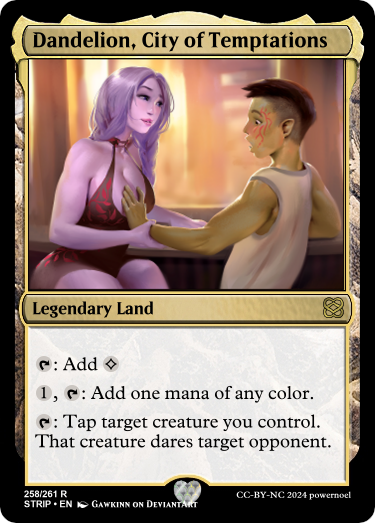 Dandelion, City of Temptations
Legendary Land
: Add
1, : Add one mana of any color.
: Tap target creature you control.
That creature dares target opponent.
258/261 R
STRIP • EN Gawkinn on DeviantArt
CC-BY-NC 2024 powernoel